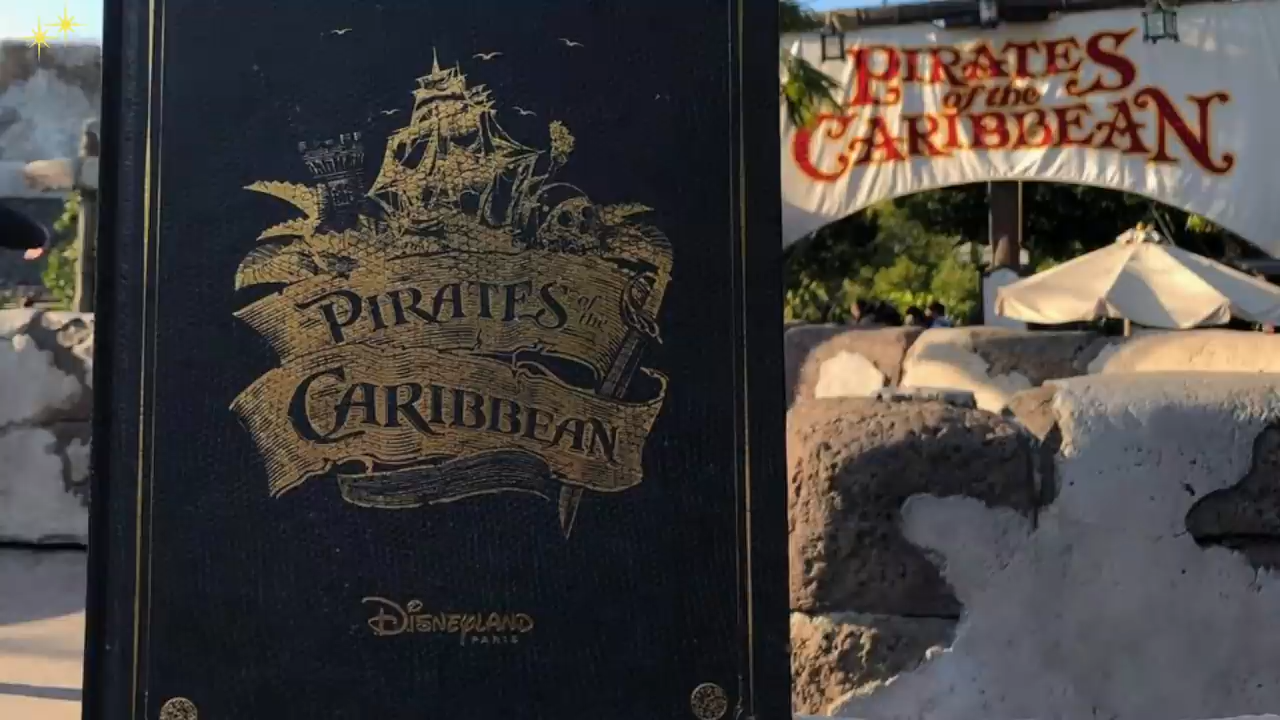 PIRATES of the
CARIBBEAN
DISNEYLAND
PARIS
PIRATES
of the
CARIBBEAN